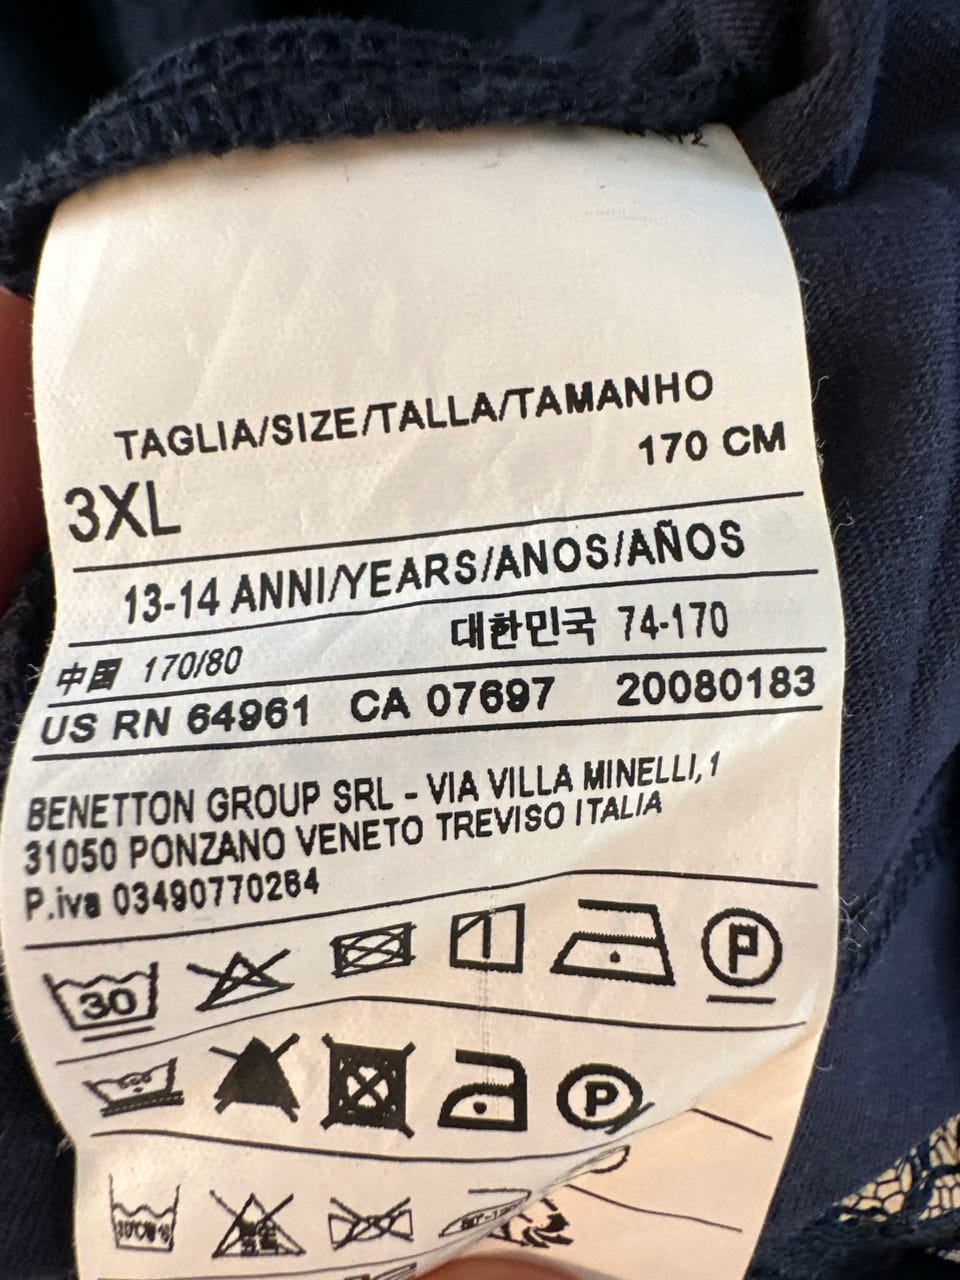 TAGLIA/SIZE/TALLA/TAMANHO
170 CM
3XL
13-14 ANNI/YEARS/ANOS/AÑOS
中国 170/80 대한민국 74-170
US RN 64961 CA 07697 20080183
BENETTON GROUP SRL - VIA VILLA MINELLI,1
31050 PONZANO VENETO TREVISO ITALIA
P.iva 03490770264
30 P
P